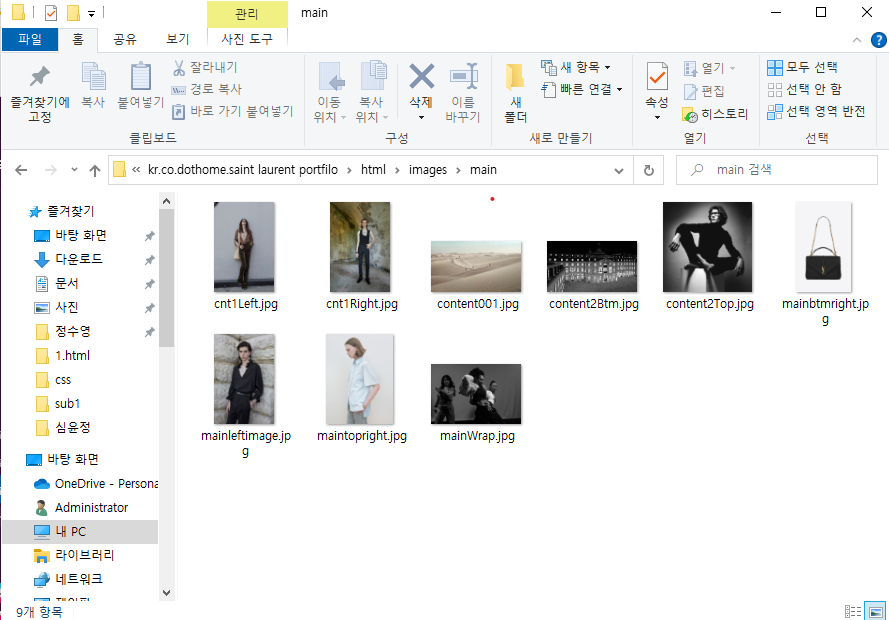 관리
main
파일
홈
공유
보기
사진 도구
즐겨찾기에
고정
복사
붙여넣기
잘라내기
경로 복사
바로 가기 붙여넣기
클립보드
이동
위치
복사
위치
삭제
이름
바꾸기
구성
새
폴더
새 항목
빠른 연결
새로 만들기
속성
열기
편집
히스토리
열기
모두 선택
선택 안 함
선택 영역 반전
선택
« kr.co.dothome.saint laurent portfilo > html > images > main
main 검색
즐겨찾기
바탕 화면
다운로드
문서
사진
정수영
1.html
css
sub1
심윤정
바탕 화면
OneDrive - Persona
Administrator
내 PC
라이브러리
네트워크
cnt1Left.jpg
cnt1Right.jpg
content001.jpg
content2Btm.jpg
content2Top.jpg
mainbtmright.jp
g
mainleftimage.jp
g
maintopright.jpg
mainWrap.jpg
9개 항목